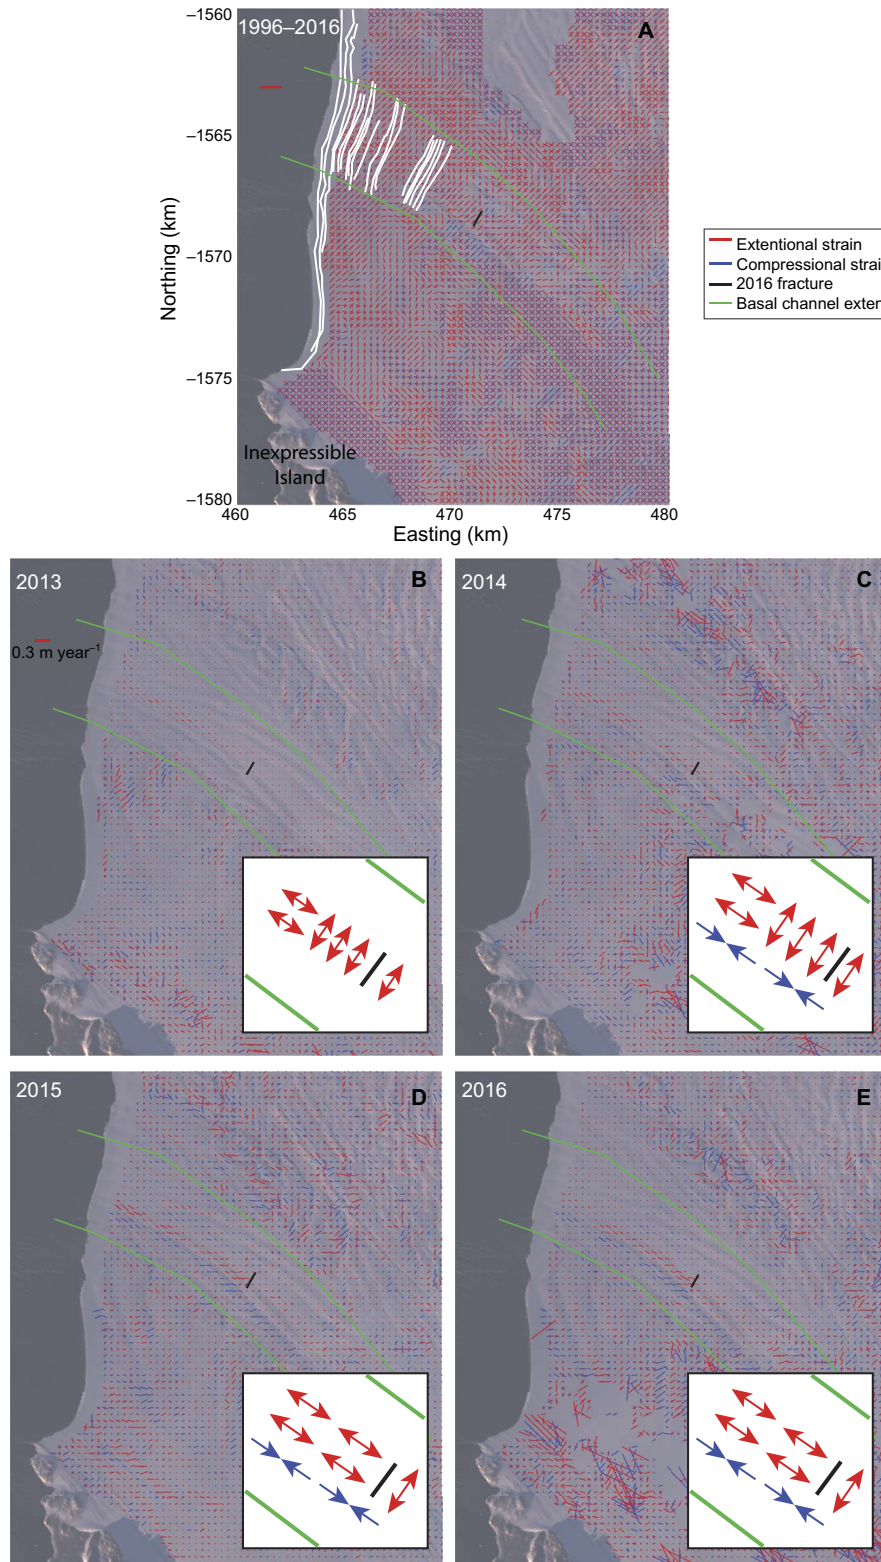 –1560
1996–2016
A
–1565
–1570
–1575
–1580
Northing (km)
Inexpressible
Island
460
465
470
475
480
Easting (km)
Extentional strain
Compressional strai
2016 fracture
Basal channel exten
2013
B
0.3 m year–1
2014
C
2015
D
2016
E